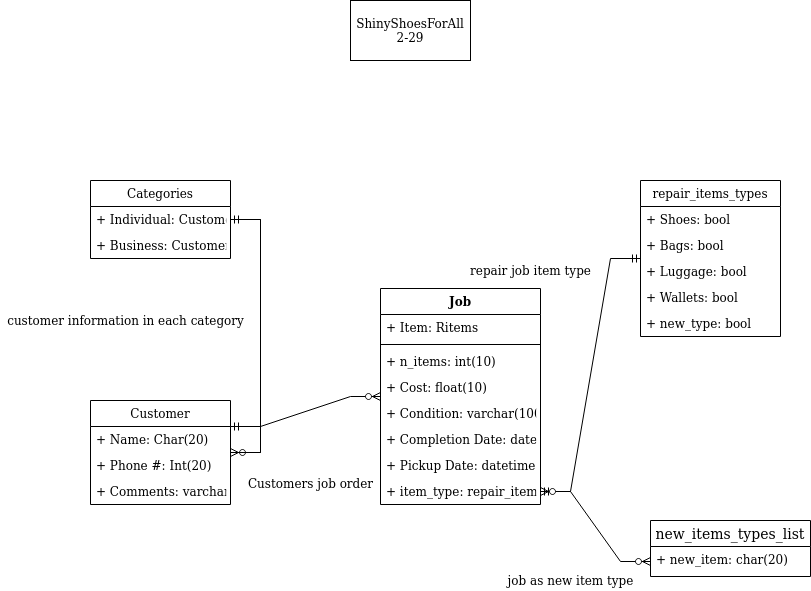 ShinyShoesForAll
2-29
Categories
+ Individual: Custom
+ Business: Custome
repair_items_types
+ Shoes: bool
+ Bags: bool
+ Luggage: bool
+ Wallets: bool
+ new_type: bool
repair job item type
customer information in each category
Job
+ Item: Ritems
+ n_items: int(10)
+ Cost: float(10)
+ Condition: varchar(100
+ Completion Date: date
+ Pickup Date: datetime
+ item_type: repair_item
Customer
+ Name: Char(20)
+ Phone #: Int(20)
+ Comments: varchar
Customers job order
new_items_types_list
+ new_item: char(20)
job as new item type